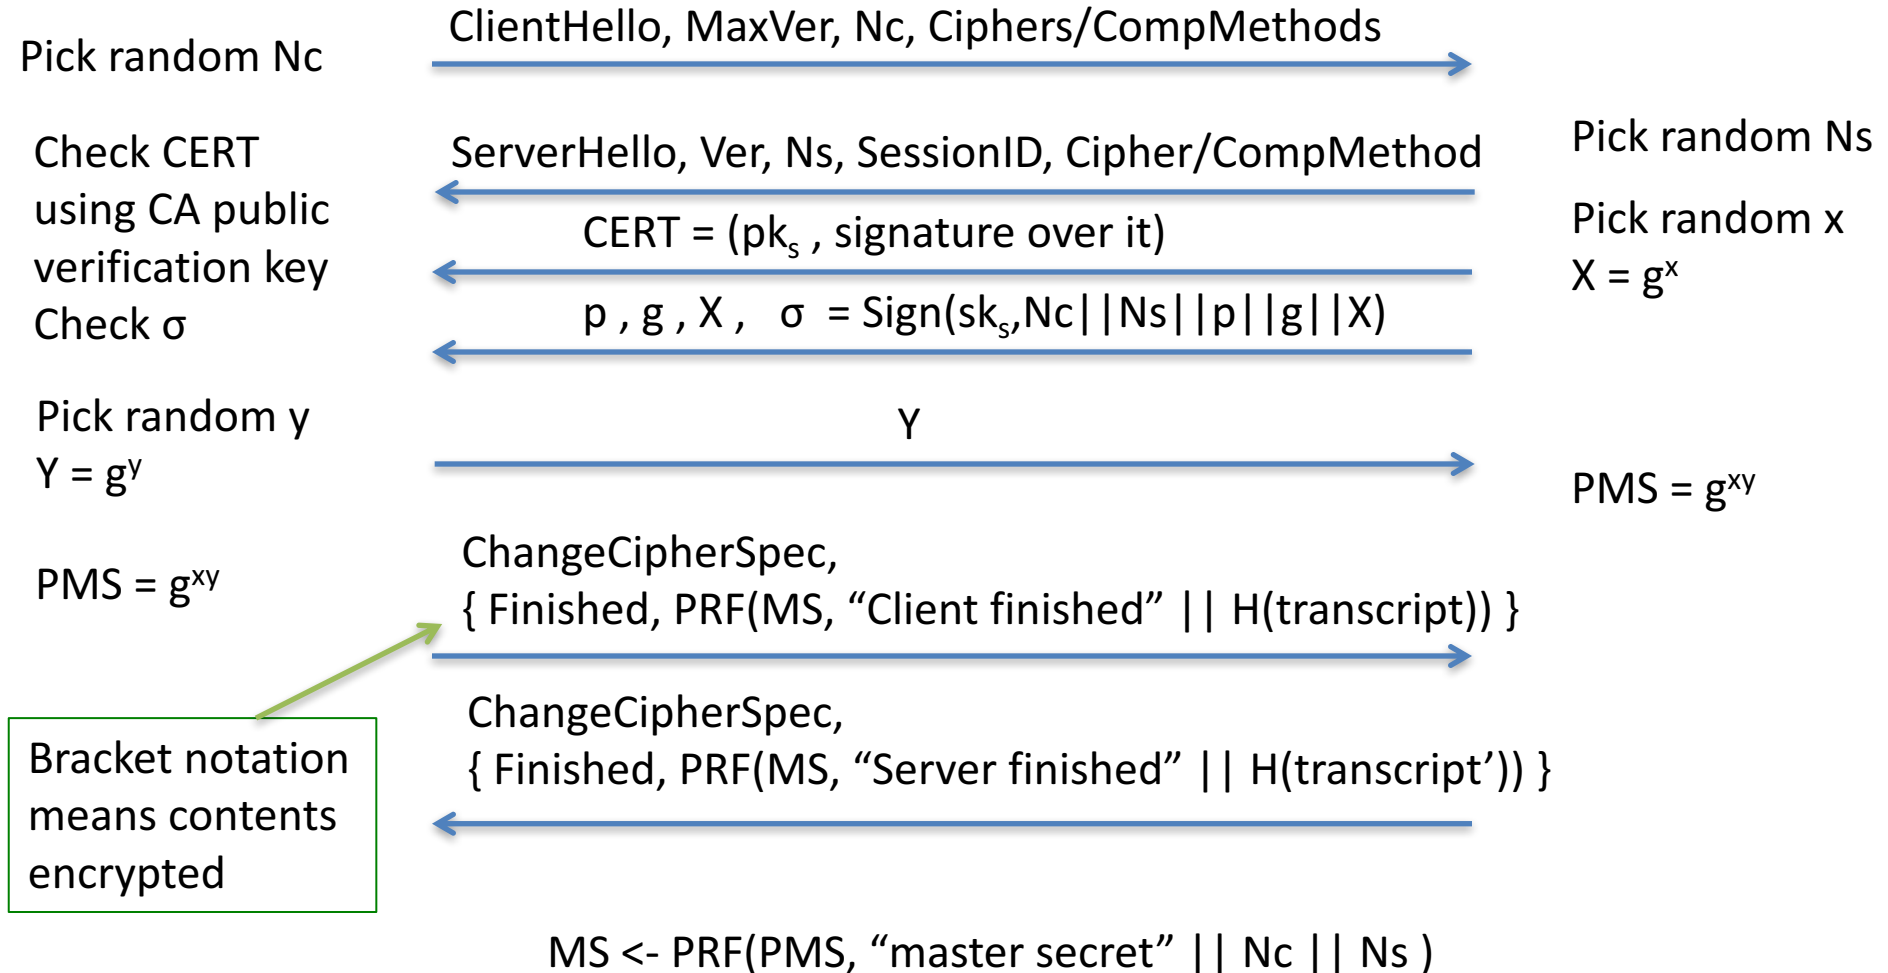 ClientHello, MaxVer, Nc, Ciphers/CompMethods
Pick random Nc
Check CERT
using CA public
verification key
Check σ
ServerHello, Ver, Ns, SessionID, Cipher/CompMethod
Pick random Ns
CERT = (pks , signature over it)
Pick random x
X = gx
p , g , X , σ = Sign(sks,Nc||Ns||p||g||X)
Pick random y
Y = gy
Y
PMS = gxy
PMS = gxy
ChangeCipherSpec,
{ Finished, PRF(MS, “Client finished” || H(transcript)) }
ChangeCipherSpec,
{ Finished, PRF(MS, “Server finished” || H(transcript’)) }
Bracket notation
means contents
encrypted
MS <- PRF(PMS, “master secret” || Nc || Ns )